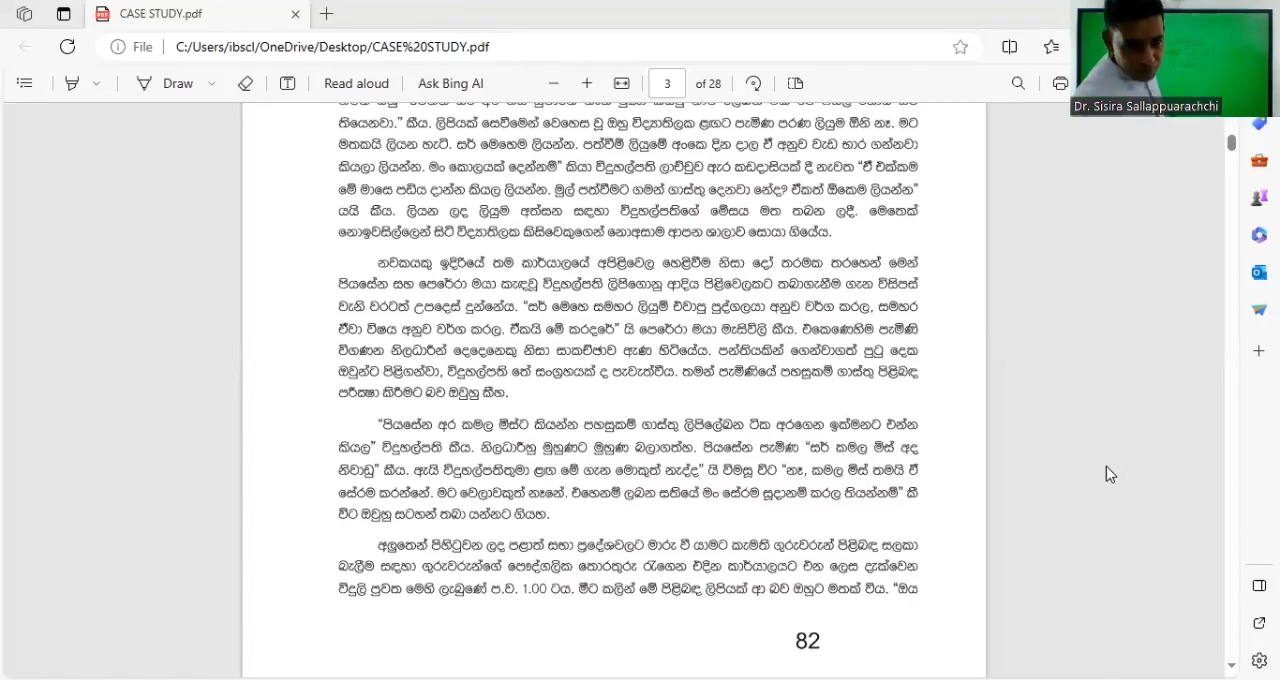 CASE STUDY.pdf
File
C:/Users/ibscl/OneDrive/Desktop/CASE%20STUDY.pdf
Draw
Read aloud
Ask Bing AI
3 of 28
Dr. Sisira Sallappuarachchi
තියෙනවා.” කීය. ලිපියක් සෙවීමෙන් වෙහෙස වූ ඔහු විද්‍යාතිලක ළඟට පැමිණ පරණ ලියුම ඕනි නෑ. මට
මතකයි ලියන හැටි. සර් මෙහෙම ලියන්න. පත්වීම් ලියුමේ අංකෙ දින දාල ඒ අනුව වැඩ භාර ගන්නවා
කියලා ලියන්න. මං කොලයක් දෙන්නම්” කියා විදුහල්පති ලාච්චුව ඇර කඩදාසියක් දී නැවත “ඒ එක්කම
මේ මාසෙ පඩිය දාන්න කියල ලියන්න. මුල් පත්වීමට ගමන් ගාස්තු දෙනවා නේද? ඒකත් ඕකෙම ලියන්න”
යයි කීය. ලියන ලද ලියුම අත්සන සඳහා විදුහල්පතිගේ මේසය මත තබන ලදී. මෙතෙක්
නොඉවසිල්ලෙන් සිටි විද්‍යාතිලක කිසිවෙකුගෙන් නොඅසාම ආපන ශාලාව සොයා ගියේය.
නවකයකු ඉදිරියේ තම කාර්යාලයේ අපිළිවෙල හෙළිවීම නිසා දෝ තරමක තරහෙන් මෙන්
පියසේන සහ පෙරේරා මයා කැඳවූ විදුහල්පති ලිපිගොනු ආදිය පිළිවෙලකට තබාගැනීම ගැන විසිපස්
වැනි වරටත් උපදෙස් දුන්නේය. “සර් මෙහෙ සමහර ලියුම් එවාපු පුද්ගලයා අනුව වර්ග කරල, සමහර
ඒවා විෂය අනුව වර්ග කරල, ඒකයි මේ කරදරේ” යි පෙරේරා මයා මැසිවිලි කීය. එකෙණෙහිම පැමිණි
විගණන නිලධාරීන් දෙදෙනෙකු නිසා සාකච්ඡාව ඇණ හිටියේය. පන්තියකින් ගෙන්වාගත් පුටු දෙක
ඔවුන්ට පිළිගන්වා, විදුහල්පති තේ සංග්‍රහයක් ද පැවැත්වීය. තමන් පැමිණියේ පහසුකම් ගාස්තු පිළිබඳ
පරීක්‍ෂා කිරීමට බව ඔවුහු කීහ.
“පියසේන අර කමල මිස්ට කියන්න පහසුකම් ගාස්තු ලිපිලේඛන ටික අරගෙන ඉක්මනට එන්න
කියල” විදුහල්පති කීය. නිලධාරීහු මුහුණට මුහුණ බලාගත්හ. පියසේන පැමිණ “සර් කමල මිස් අද
නිවාඩු” කීය. ඇයි විදුහල්පතිතුමා ළඟ මේ ගැන මොකුත් නැද්ද” යි විමසූ විට “නෑ, කමල මිස් තමයි ඒ
සේරම කරන්නේ. මට වෙලාවකුත් නෑනේ. එහෙනම් ලබන සතියේ මං සේරම සූදානම් කරල තියන්නම්” කී
විට ඔවුහු සටහන් තබා යන්නට ගියහ.
අලුතෙන් පිහිටුවන ලද පළාත් සභා ප්‍රදේශවලට මාරු වී යාමට කැමති ගුරුවරුන් පිළිබඳ සලකා
බැලීම සඳහා ගුරුවරුන්ගේ පෞද්ගලික තොරතුරු රැගෙන එදින කාර්යාලයට එන ලෙස දැක්වෙන
විදුලි පුවත මෙහි ලැබුණේ ප.ව. 1.00 ටය. මීට කලින් මේ පිළිබඳ ලිපියක් ආ බව ඔහුට මතක් විය. “ඔය
82